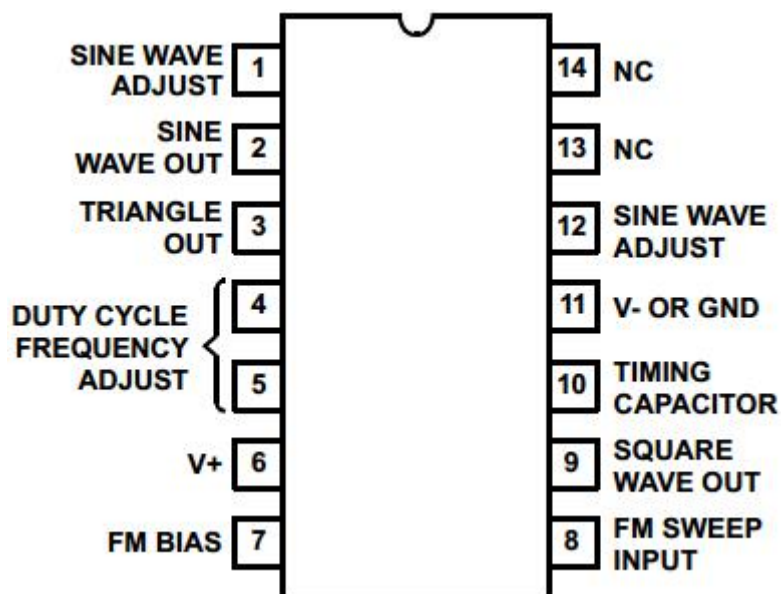 SINE WAVE
ADJUST
1
SINE
WAVE OUT
2
TRIANGLE
OUT
3
DUTY CYCLE
FREQUENCY
ADJUST
4
5
V+
6
FM BIAS
7
14
NC
13
NC
12
SINE WAVE
ADJUST
11
V- OR GND
10
TIMING
CAPACITOR
9
SQUARE
WAVE OUT
8
FM SWEEP
INPUT